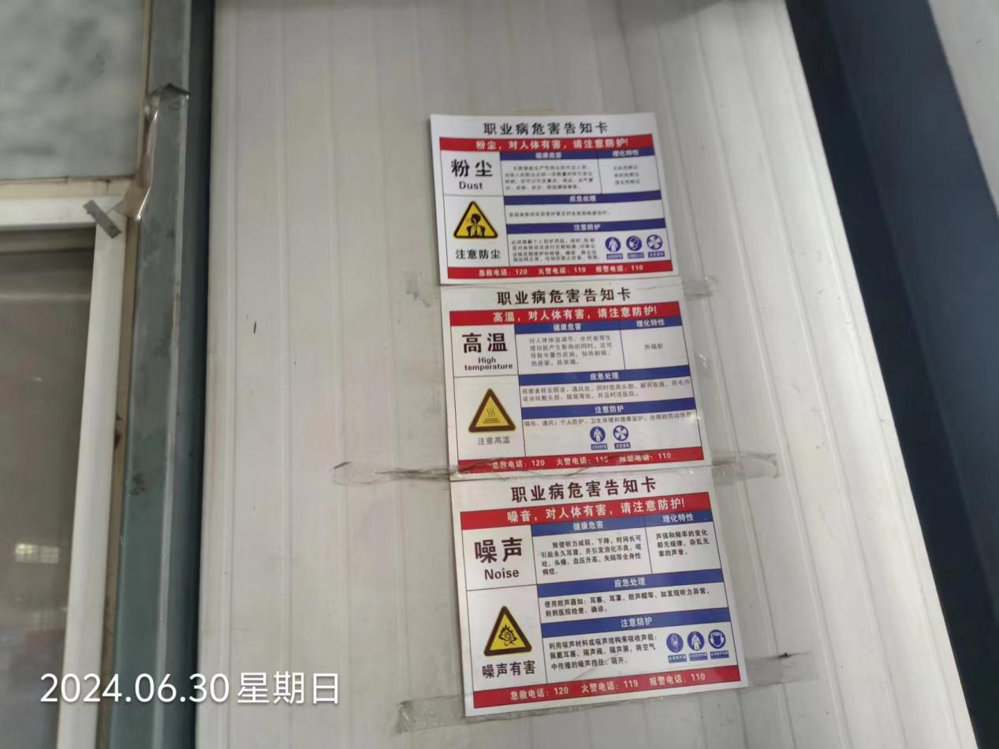 职业病危害告知卡
粉尘，对人体有害，请注意防护!
健康危害
理化特性
粉尘
Dust
应急处理
注意防护
注意防尘
急救电话：120 火警电话：119 报警电话：110
职业病危害告知卡
高温，对人体有害，请注意防护!
健康危害
理化特性
高温
High
temperature
对人体体温调节、水代谢等生
理功能产生影响的同时，还可
导致中暑性疾病，如热射病、
热痉挛、热衰竭。
热辐射
应急处理
将患者移至阴凉、通风处，同时垫高头部、解开衣服，用毛巾
或冰块敷头部、腋窝等处，并及时送医院。
注意防护
隔热、通风；个人防护、卫生保健和健康监护；合理的劳动休息
注意高温
急救电话：120 火警电话：119 报警电话：110
职业病危害告知卡
噪音，对人体有害，请注意防护!
健康危害
理化特性
噪声
Noise
致使听力减弱，下降，时间长可
引起永久耳聋，并引发消化不良，呕
吐、头痛、血压升高、失眠等全身性
病症。
声强和频率的变化
都无规律，杂乱无
章的声音。
应急处理
使用防声器如：耳塞、耳罩、防声帽等，如发现听力异常，
则到医院检查、确诊。
注意防护
利用吸声材料或吸声结构来吸收声能：
佩戴耳塞、隔声阀、隔声屏，将空气
中传播的噪声挡住、隔开。
噪声有害
急救电话：120 火警电话：119 报警电话：110
2024.06.30 星期日